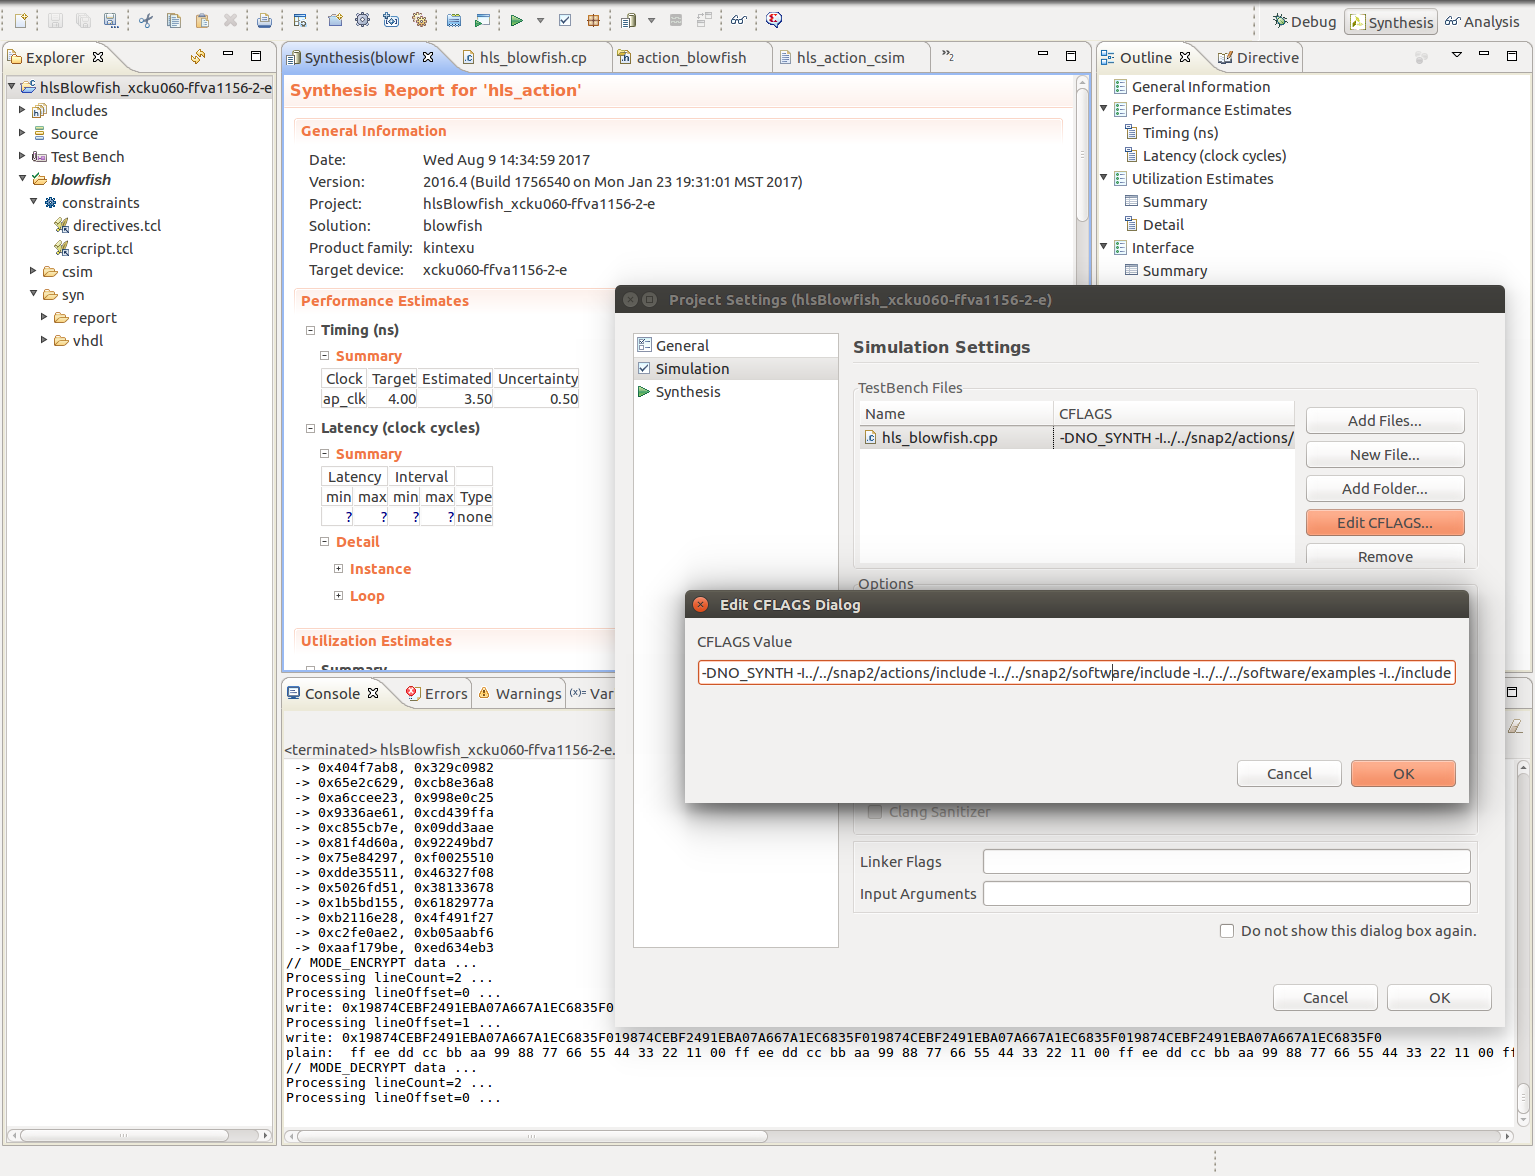 Debug
Synthesis
Analysis
Explorer
hlsBlowfish_xcku060-ffva1156-2-e
Includes
Source
Test Bench
blowfish
constraints
directives.tcl
script.tcl
csim
syn
report
vhdl
Synthesis(blowf
hls_blowfish.cp
action_blowfish
hls_action_csim
»2
Synthesis Report for 'hls_action'
General Information
Date: Wed Aug 9 14:34:59 2017
Version: 2016.4 (Build 1756540 on Mon Jan 23 19:31:01 MST 2017)
Project: hlsBlowfish_xcku060-ffva1156-2-e
Solution: blowfish
Product family: kintexu
Target device: xcku060-ffva1156-2-e
Performance Estimates
Timing (ns)
Summary
Clock Target Estimated Uncertainty
ap_clk 4.00 3.50 0.50
Latency (clock cycles)
Summary
Latency Interval
min max min max Type
? ? ? ? none
Detail
Instance
Loop
Utilization Estimates
Summary
Outline
Directive
General Information
Performance Estimates
Timing (ns)
Latency (clock cycles)
Utilization Estimates
Summary
Detail
Interface
Summary
Project Settings (hlsBlowfish_xcku060-ffva1156-2-e)
General
Simulation
Synthesis
Simulation Settings
TestBench Files
Name CFLAGS
hls_blowfish.cpp -DNO_SYNTH -I../../snap2/actions/
Add Files...
New File...
Add Folder...
Edit CFLAGS...
Remove
Options
Edit CFLAGS Dialog
CFLAGS Value
-DNO_SYNTH -I../../snap2/actions/include -I../../snap2/software/include -I../../../software/examples -I../include
Cancel OK
Clang Sanitizer
Linker Flags
Input Arguments
Do not show this dialog box again.
Cancel OK
Console
Errors
Warnings
(x)= Var
<terminated> hlsBlowfish_xcku060-ffva1156-2-e.
-> 0x404f7ab8, 0x329c0982
-> 0x65e2c629, 0xcb8e36a8
-> 0xa6ccee23, 0x998e0c25
-> 0x9336ae61, 0xcd439ffa
-> 0xc855cb7e, 0x09dd3aae
-> 0x81f4d60a, 0x92249bd7
-> 0x75e84297, 0xf0025510
-> 0xdde35511, 0x46327f08
-> 0x5026fd51, 0x38133678
-> 0x1b5bd155, 0x6182977a
-> 0xb2116e28, 0x4f491f27
-> 0xc2fe0ae2, 0xb05aabf6
-> 0xaaf179be, 0xed634eb3
// MODE_ENCRYPT data ...
Processing lineCount=2 ...
Processing lineOffset=0 ...
write: 0x19874CEBF2491EBA07A667A1EC6835F0
Processing lineOffset=1 ...
write: 0x19874CEBF2491EBA07A667A1EC6835F019874CEBF2491EBA07A667A1EC6835F019874CEBF2491EBA07A667A1EC6835F019874CEBF2491EBA07A667A1EC6835F0
plain: ff ee dd cc bb aa 99 88 77 66 55 44 33 22 11 00 ff ee dd cc bb aa 99 88 77 66 55 44 33 22 11 00 ff ee dd cc bb aa 99 88 77 66 55 44 33 22 11 00 ff
// MODE_DECRYPT data ...
Processing lineCount=2 ...
Processing lineOffset=0 ...